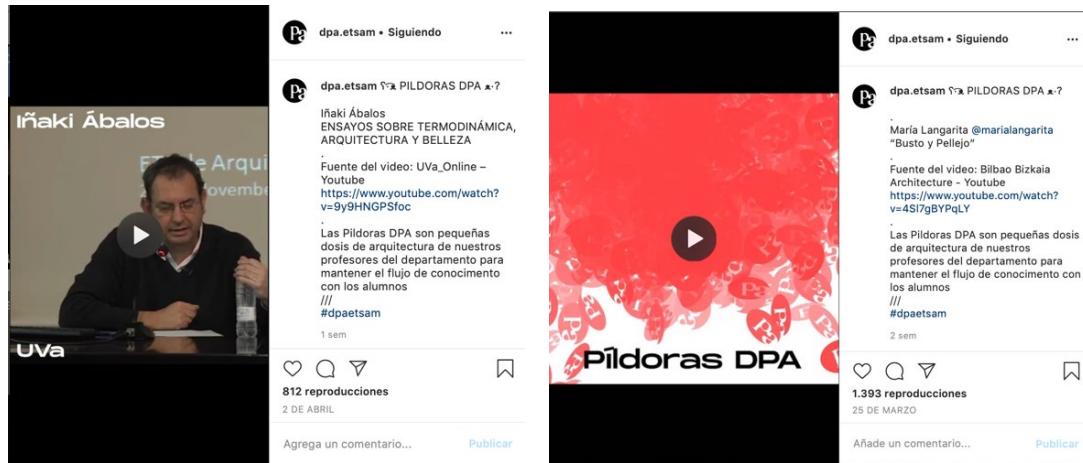 dpa.etsam • Siguiendo
dpa.etsam ʕ•ᴥ PILDORAS DPA ᴥ·?
Iñaki Ábalos
ENSAYOS SOBRE TERMODINÁMICA,
ARQUITECTURA Y BELLEZA
.
Fuente del video: UVa_Online –
Youtube
https://www.youtube.com/watch?
v=9y9HNGPSfoc
.
Las Pildoras DPA son pequeñas
dosis de arquitectura de nuestros
profesores del departamento para
mantener el flujo de conocimiento
con los alumnos
///
#dpaetsam
1 sem
812 reproducciones
2 DE ABRIL
Agrega un comentario... Publicar
Iñaki Ábalos
de Arqui
UVa
dpa.etsam • Siguiendo
dpa.etsam ʕ•ᴥ PILDORAS DPA ᴥ·?
.
María Langarita @marialangarita
“Busto y Pellejo”
.
Fuente del video: Bilbao Bizkaia
Architecture - Youtube
https://www.youtube.com/watch?
v=4SI7gBYPqLY
.
Las Pildoras DPA son pequeñas dosis
de arquitectura de nuestros
profesores del departamento para
mantener el flujo de conocimiento con
los alumnos
///
#dpaetsam
2 sem
1.393 reproducciones
25 DE MARZO
Añade un comentario... Publicar
Píldoras DPA
Pa